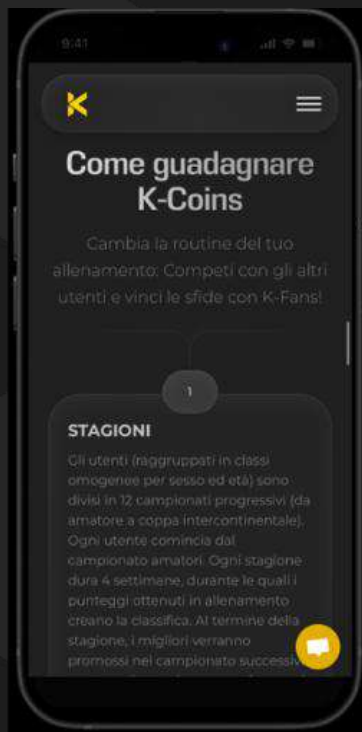 9:41
K
Come guadagnare
K-Coins
Cambia la routine del tuo
allenamento: Competi con gli altri
utenti e vinci le sfide con K-Fans!
1
STAGIONI
Gli utenti (raggruppati in classi
omogenee per sesso ed età) sono
divisi in 12 campionati progressivi (da
amatore a coppa intercontinentale).
Ogni utente comincia dal
campionato amatori. Ogni stagione
dura 4 settimane, durante le quali i
punteggi ottenuti in allenamento
creano la classifica. Al termine della
stagione, i migliori verranno
promossi nel campionato